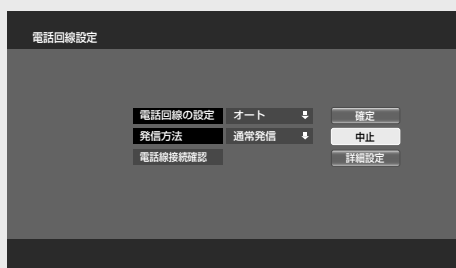 電話回線設定
電話回線の設定 オート 確定
発信方法 通常発信 中止
電話線接続確認 詳細設定